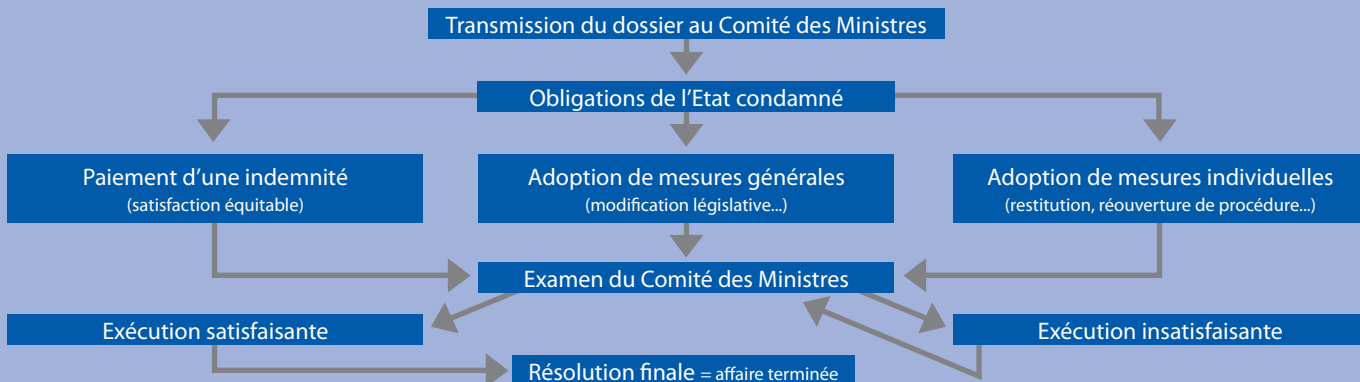 Transmission du dossier au Comité des Ministres
Obligations de l'Etat condamné
Paiement d'une indemnité
(satisfaction équitable)
Adoption de mesures générales
(modification législative...)
Adoption de mesures individuelles
(restitution, réouverture de procédure...)
Examen du Comité des Ministres
Exécution satisfaisante
Exécution insatisfaisante
Résolution finale = affaire terminée